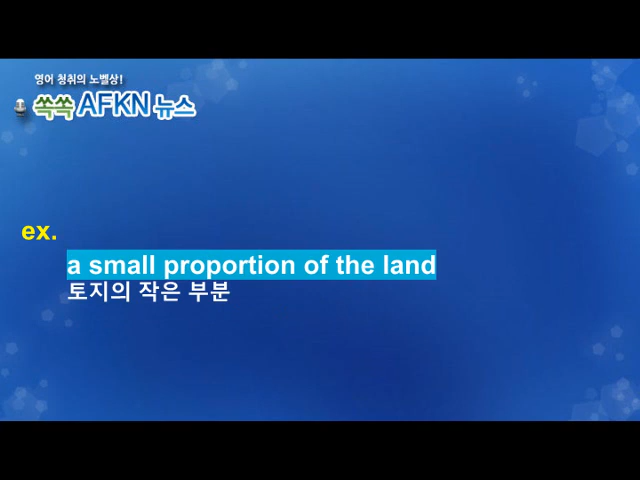 영어 청취의 노벨상!
쏙쏙 AFKN 뉴스
ex.
a small proportion of the land
토지의 작은 부분